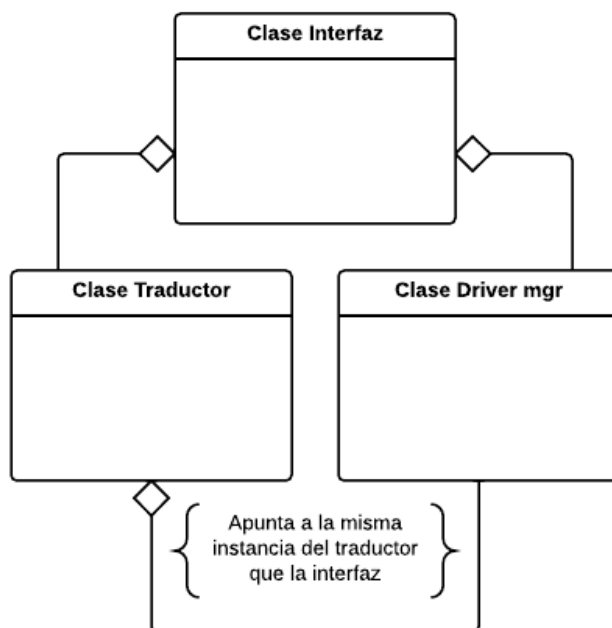 Clase Interfaz
Clase Traductor
Clase Driver mgr
Apunta a la misma
instancia del traductor
que la interfaz